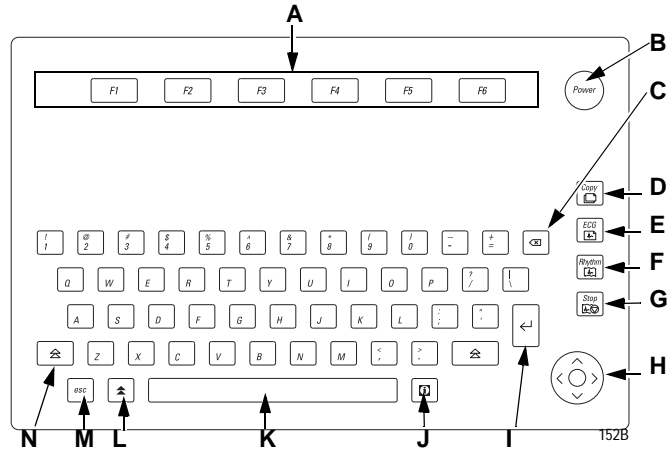 A
B
F1 F2 F3 F4 F5 F6
Power
C
Copy
D
ECG
E
! @ # $ % ^ & * ( ) _ +
1 2 3 4 5 6 7 8 9 0 - =
Rhythm
F
Q W E R T Y U I O P ? |
/ \
Stop
G
A S D F G H J K L : "
; '
Z X C V B N M < >
, .
H
esc
i
N M L K J I
152B